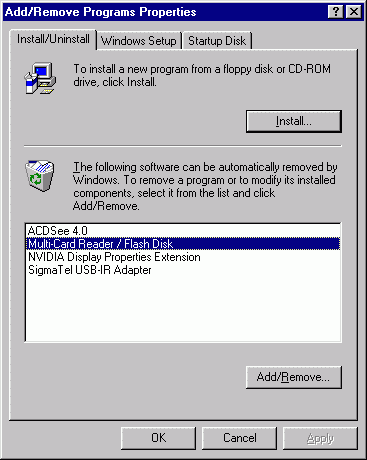 Add/Remove Programs Properties
Install/Uninstall
Windows Setup
Startup Disk
To install a new program from a floppy disk or CD-ROM
drive, click Install.
Install...
The following software can be automatically removed by
Windows. To remove a program or to modify its installed
components, select it from the list and click
Add/Remove.
ACDSee 4.0
Multi-Card Reader / Flash Disk
NVIDIA Display Properties Extension
SigmaTel USB-IR Adapter
Add/Remove...
OK
Cancel
Apply